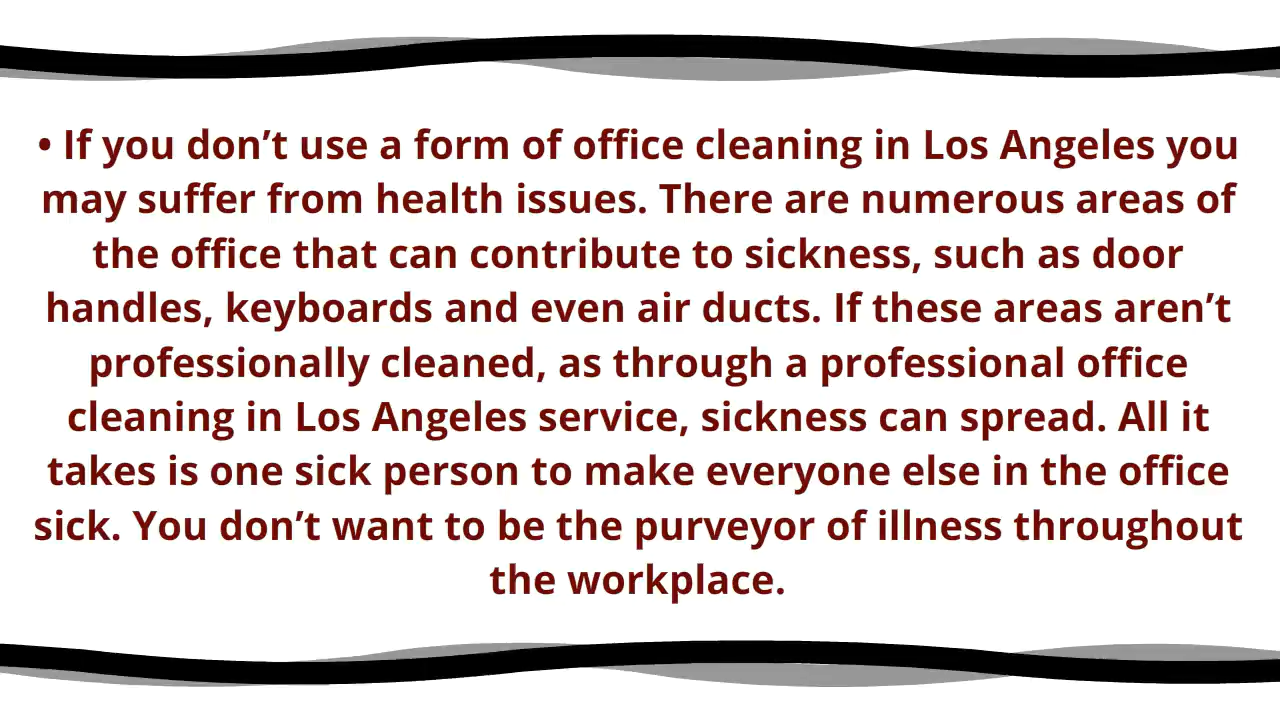 • If you don’t use a form of office cleaning in Los Angeles you
may suffer from health issues. There are numerous areas of
the office that can contribute to sickness, such as door
handles, keyboards and even air ducts. If these areas aren’t
professionally cleaned, as through a professional office
cleaning in Los Angeles service, sickness can spread. All it
takes is one sick person to make everyone else in the office
sick. You don’t want to be the purveyor of illness throughout
the workplace.